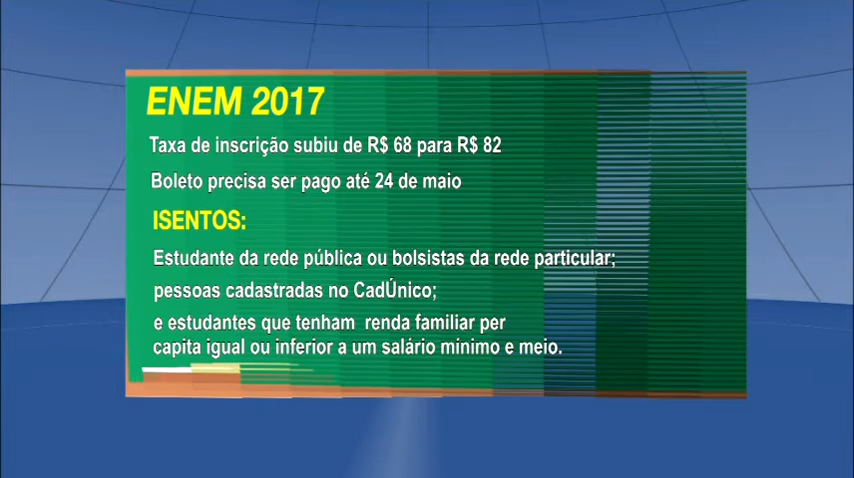 ENEM 2017
Taxa de inscrição subiu de R$ 68 para R$ 82
Boleto precisa ser pago até 24 de maio
ISENTOS:
Estudante da rede pública ou bolsistas da rede particular;
pessoas cadastradas no CadÚnico;
e estudantes que tenham renda familiar per
capita igual ou inferior a um salário mínimo e meio.